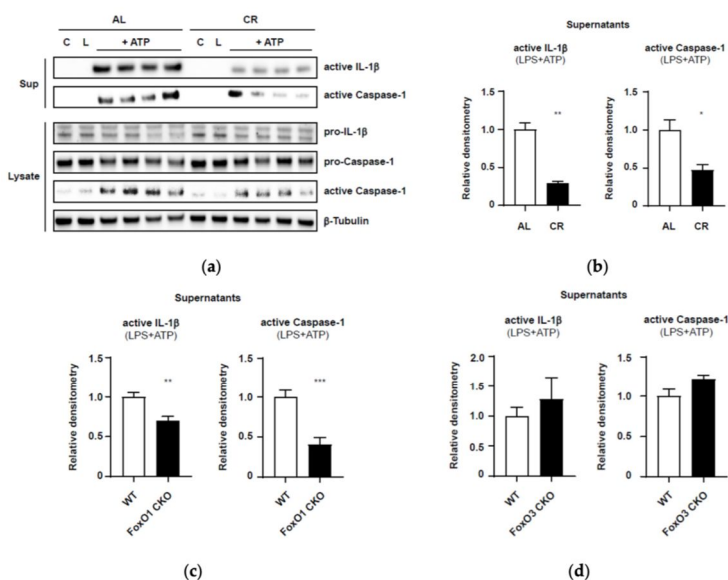 AL CR
C L + ATP C L + ATP
Sup
active IL-1β
active Caspase-1
Lysate
pro-IL-1β
pro-Caspase-1
active Caspase-1
β-Tubulin
(a)
Supernatants
active IL-1β
(LPS+ATP)
Relative densitometry
1.5
1.0
0.5
0
**
AL CR
active Caspase-1
(LPS+ATP)
Relative densitometry
1.5
1.0
0.5
0
*
AL CR
(b)
Supernatants
active IL-1β
(LPS+ATP)
Relative densitometry
1.5
1.0
0.5
0
**
WT
FoxO1 CKO
active Caspase-1
(LPS+ATP)
Relative densitometry
1.5
1.0
0.5
0
***
WT
FoxO1 CKO
(c)
Supernatants
active IL-1β
(LPS+ATP)
Relative densitometry
2.0
1.5
1.0
0.5
0
WT
FoxO3 CKO
active Caspase-1
(LPS+ATP)
Relative densitometry
1.5
1.0
0.5
0
WT
FoxO3 CKO
(d)